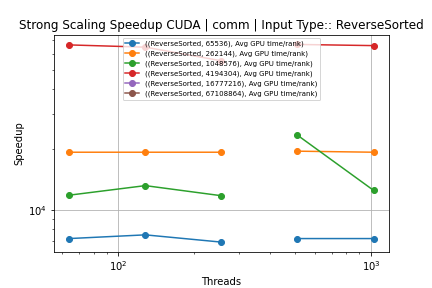 Strong Scaling Speedup CUDA | comm | Input Type:: ReverseSorted
((ReverseSorted, 65536), Avg GPU time/rank)
((ReverseSorted, 262144), Avg GPU time/rank)
((ReverseSorted, 1048576), Avg GPU time/rank)
((ReverseSorted, 4194304), Avg GPU time/rank)
((ReverseSorted, 16777216), Avg GPU time/rank)
((ReverseSorted, 67108864), Avg GPU time/rank)
Speedup
10⁴
10² 10³
Threads